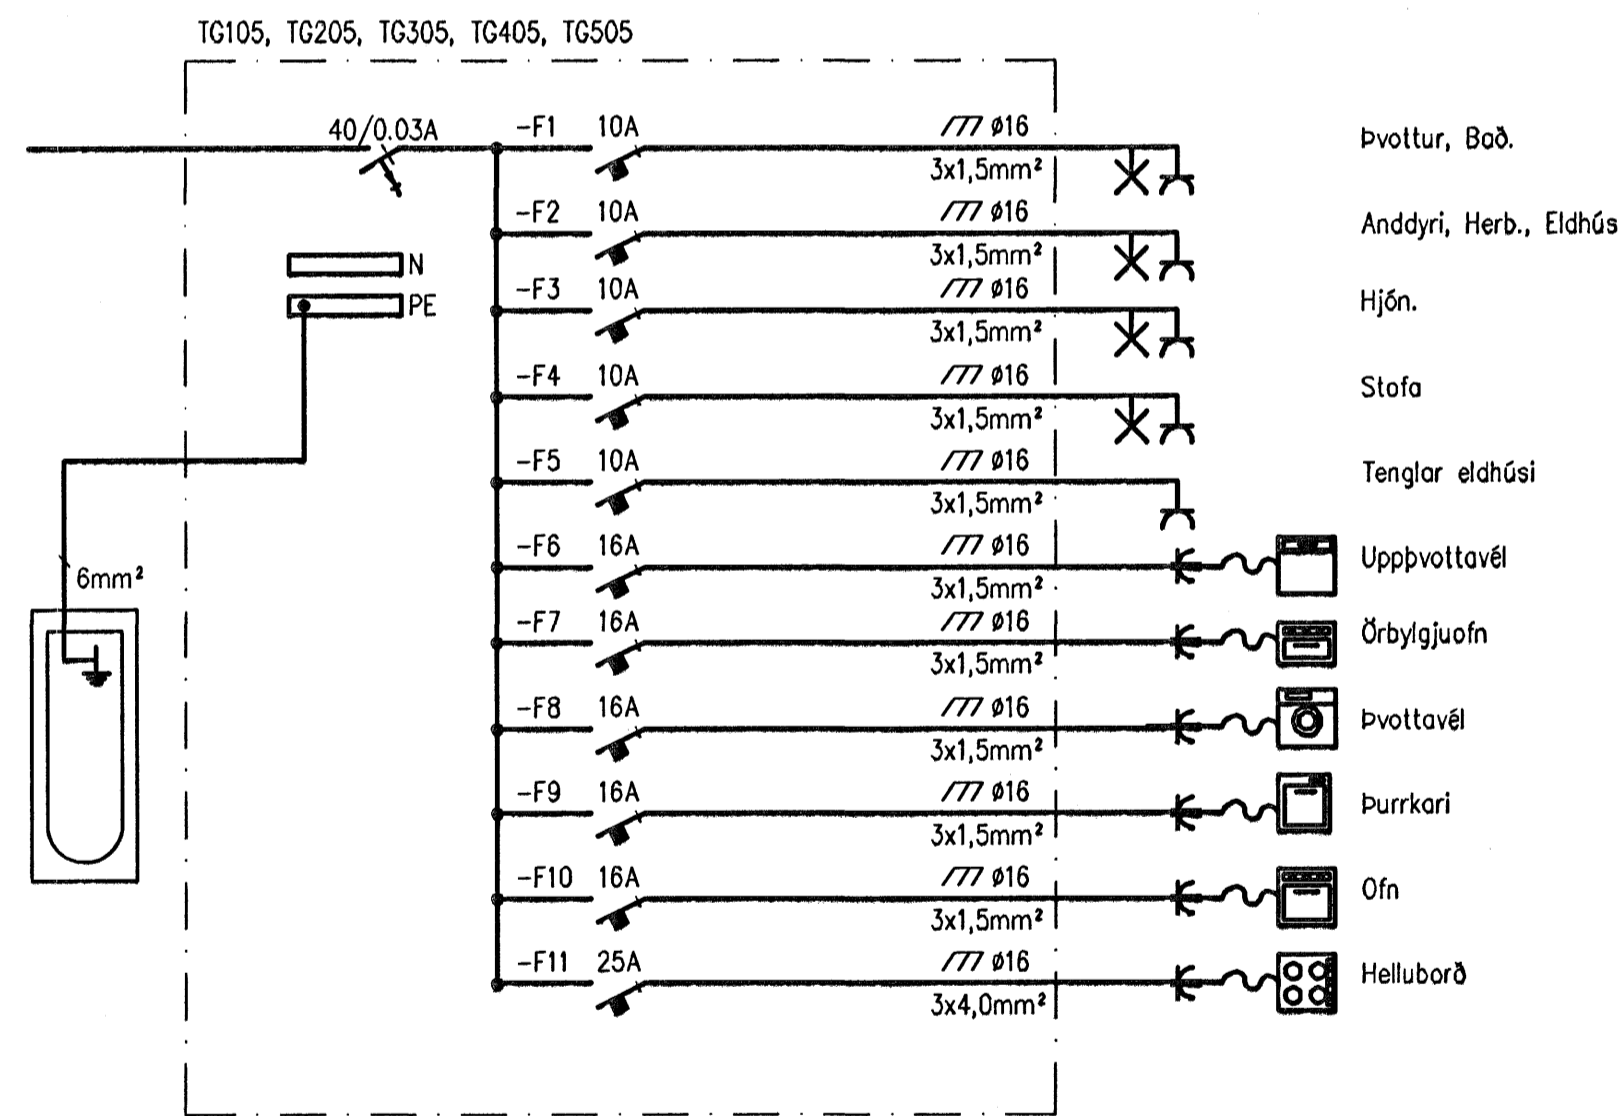 TG105, TG205, TG305, TG405, TG505
40/0.03A
-F1 10A ø16 Þvottur, Bað.
3x1,5mm²
-F2 10A ø16 Anddyri, Herb., Eldhús
3x1,5mm²
N
-F3 10A ø16 Hjón.
PE
3x1,5mm²
-F4 10A ø16 Stofa
3x1,5mm²
-F5 10A ø16 Tenglar eldhúsi
3x1,5mm²
-F6 16A ø16 Uppþvottavél
6mm²
3x1,5mm²
-F7 16A ø16 Örbylgjuofn
3x1,5mm²
-F8 16A ø16 Þvottavél
3x1,5mm²
-F9 16A ø16 Þurrkari
3x1,5mm²
-F10 16A ø16 Ofn
3x1,5mm²
-F11 25A ø16 Helluborð
3x4,0mm²